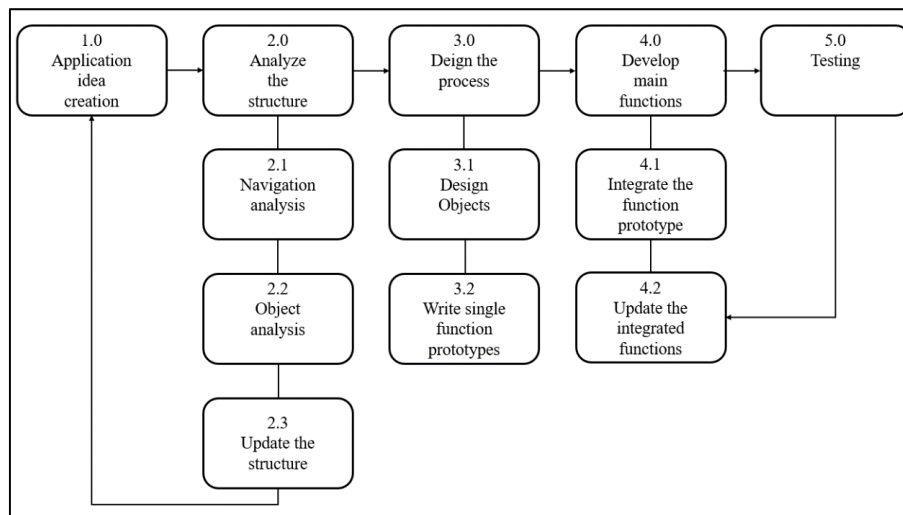 1.0
Application
idea
creation
2.0
Analyze
the
structure
3.0
Deign the
process
4.0
Develop
main
functions
5.0
Testing
2.1
Navigation
analysis
3.1
Design
Objects
4.1
Integrate the
function
prototype
2.2
Object
analysis
3.2
Write single
function
prototypes
4.2
Update the
integrated
functions
2.3
Update the
structure